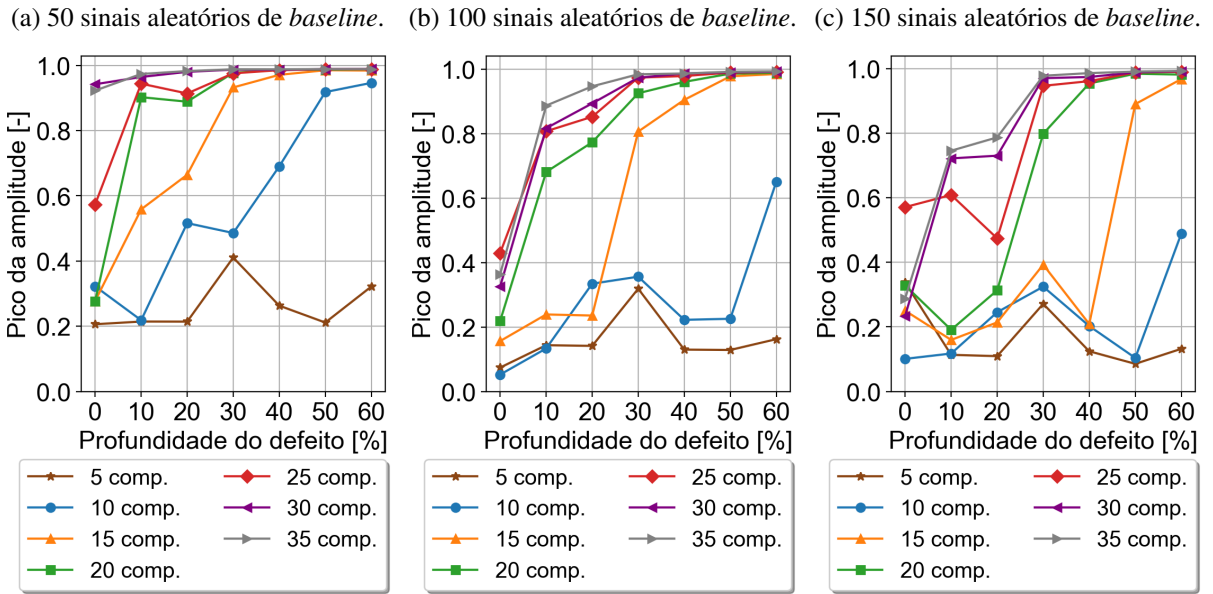 (a) 50 sinais aleatórios de baseline.
Pico da amplitude [-]
1.0
0.8
0.6
0.4
0.2
0.0
0 10 20 30 40 50 60
Profundidade do defeito [%]
5 comp. 25 comp.
10 comp. 30 comp.
15 comp. 35 comp.
20 comp.
(b) 100 sinais aleatórios de baseline.
Pico da amplitude [-]
1.0
0.8
0.6
0.4
0.2
0.0
0 10 20 30 40 50 60
Profundidade do defeito [%]
5 comp. 25 comp.
10 comp. 30 comp.
15 comp. 35 comp.
20 comp.
(c) 150 sinais aleatórios de baseline.
Pico da amplitude [-]
1.0
0.8
0.6
0.4
0.2
0.0
0 10 20 30 40 50 60
Profundidade do defeito [%]
5 comp. 25 comp.
10 comp. 30 comp.
15 comp. 35 comp.
20 comp.